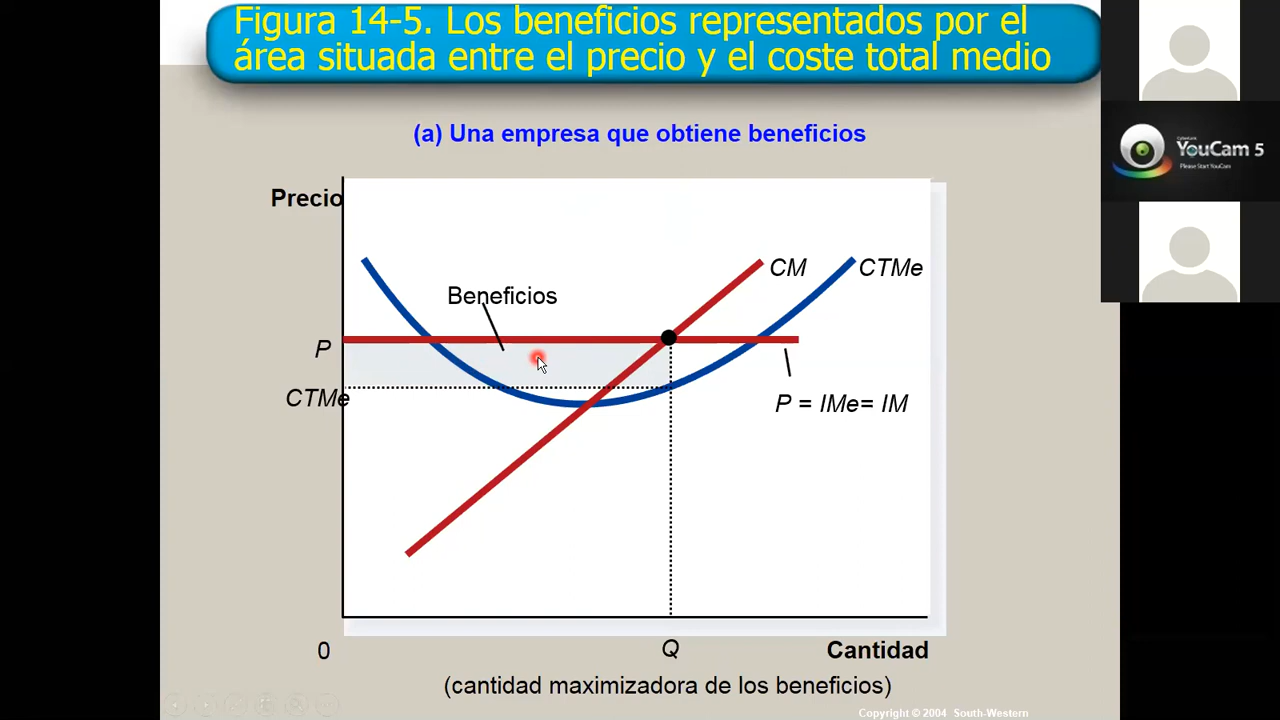 Figura 14-5. Los beneficios representados por el
área situada entre el precio y el coste total medio
CyberLink
YouCam 5
Please Start YouCam
(a) Una empresa que obtiene beneficios
Precio
CM
CTMe
Beneficios
P
CTMe
P = IMe= IM
0
Q
Cantidad
(cantidad maximizadora de los beneficios)
Copyright © 2004 South-Western